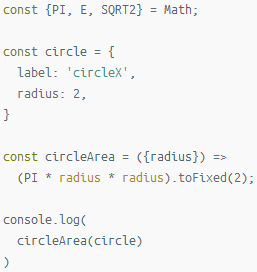 const {PI, E, SQRT2} = Math;
const circle = {
  label: 'circleX',
  radius: 2,
}
const circleArea = ({radius}) =>
  (PI * radius * radius).toFixed(2);
console.log(
  circleArea(circle)
)